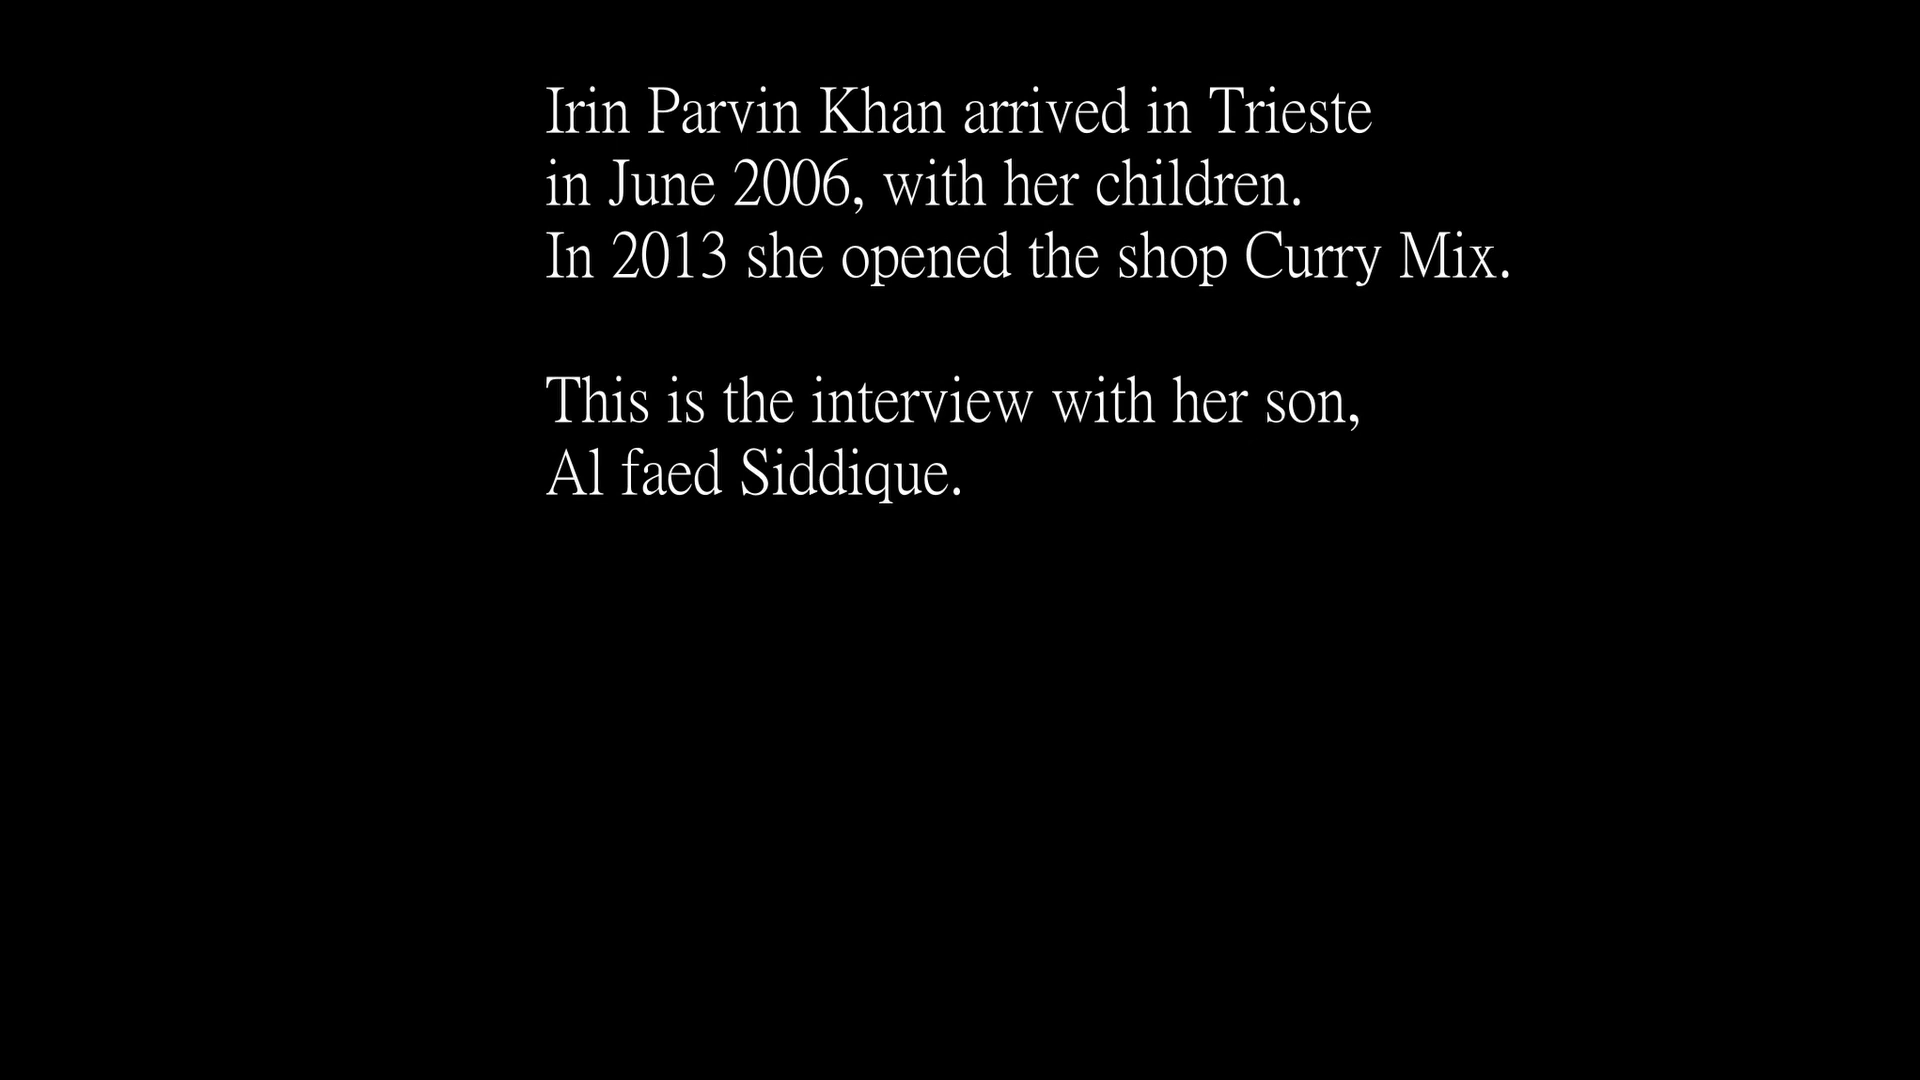 Irin Parvin Khan arrived in Trieste
in June 2006, with her children.
In 2013 she opened the shop Curry Mix.
This is the interview with her son,
Al faed Siddique.